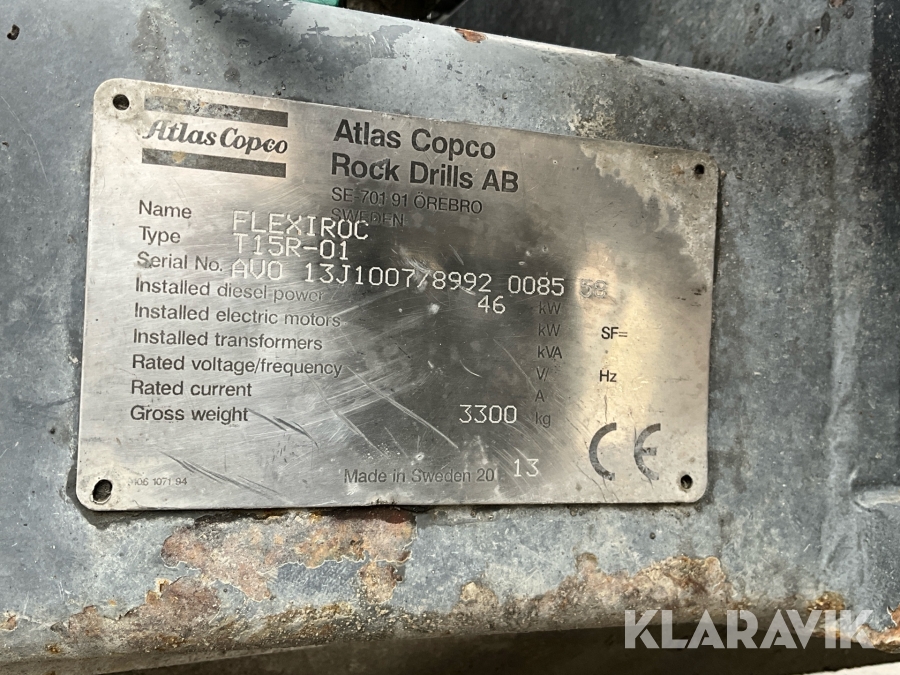 Atlas Copco
Atlas Copco
Rock Drills AB
SE-701 91 ÖREBRO
SWEDEN
Name FLEXIROC
Type T15R-01
Serial No. AVO 13J1007/8992 0085
Installed diesel power 46 kW
Installed electric motors kW SF=
Installed transformers kVA
Rated voltage/frequency V/ Hz
Rated current A
Gross weight 3300 kg
CE
Made in Sweden 20 13
KLARAVIK